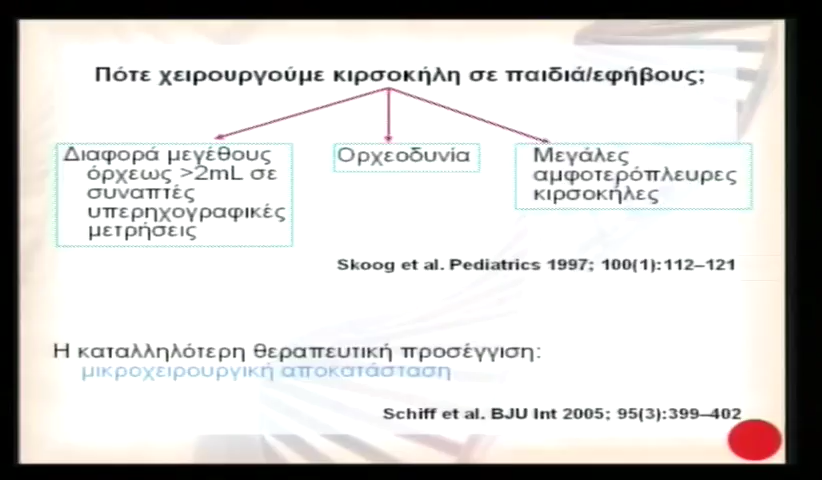 Πότε χειρουργούμε κιρσοκήλη σε παιδιά/εφήβους;
Διαφορά μεγέθους
όρχεως >2mL σε
συναπτές
υπερηχογραφικές
μετρήσεις
Ορχεοδυνία
Μεγάλες
αμφοτερόπλευρες
κιρσοκήλες
Skoog et al. Pediatrics 1997; 100(1):112–121
Η καταλληλότερη θεραπευτική προσέγγιση:
μικροχειρουργική αποκατάσταση
Schiff et al. BJU Int 2005; 95(3):399–402